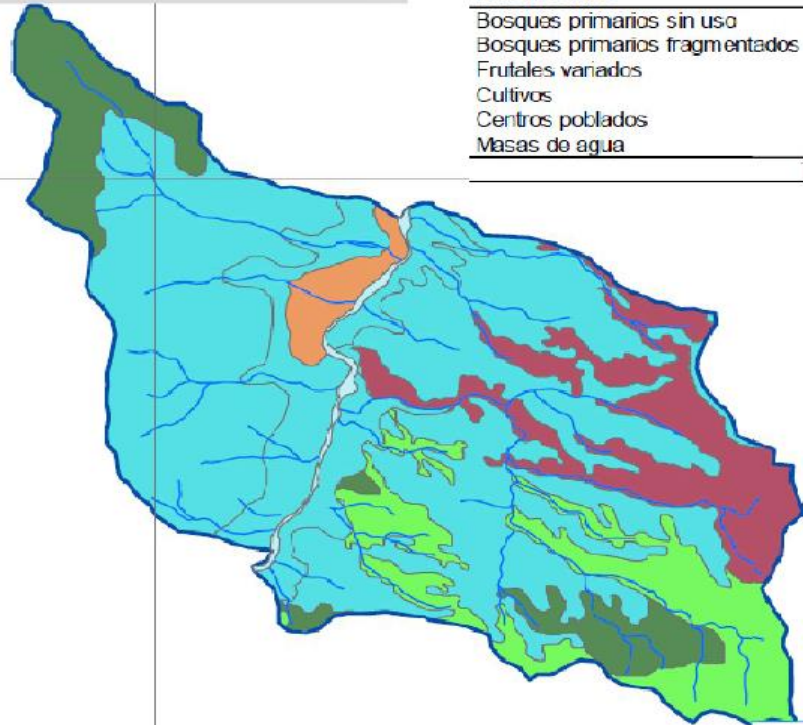 Bosques primarios sin uso
Bosques primarios fragmentados
Frutales variados
Cultivos
Centros poblados
Masas de agua